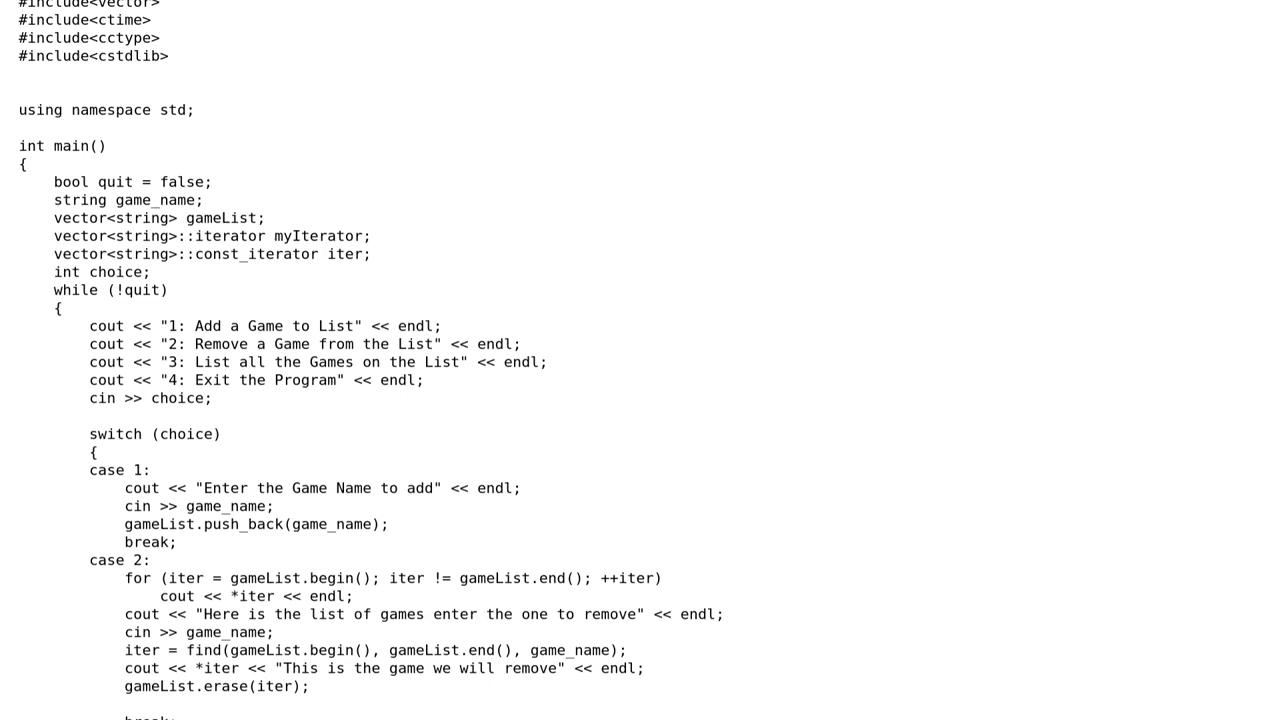 #include<vector>
#include<ctime>
#include<cctype>
#include<cstdlib>
using namespace std;
int main()
{
    bool quit = false;
    string game_name;
    vector<string> gameList;
    vector<string>::iterator myIterator;
    vector<string>::const_iterator iter;
    int choice;
    while (!quit)
    {
        cout << "1: Add a Game to List" << endl;
        cout << "2: Remove a Game from the List" << endl;
        cout << "3: List all the Games on the List" << endl;
        cout << "4: Exit the Program" << endl;
        cin >> choice;
        switch (choice)
        {
        case 1:
            cout << "Enter the Game Name to add" << endl;
            cin >> game_name;
            gameList.push_back(game_name);
            break;
        case 2:
            for (iter = gameList.begin(); iter != gameList.end(); ++iter)
                cout << *iter << endl;
            cout << "Here is the list of games enter the one to remove" << endl;
            cin >> game_name;
            iter = find(gameList.begin(), gameList.end(), game_name);
            cout << *iter << "This is the game we will remove" << endl;
            gameList.erase(iter);
            break;